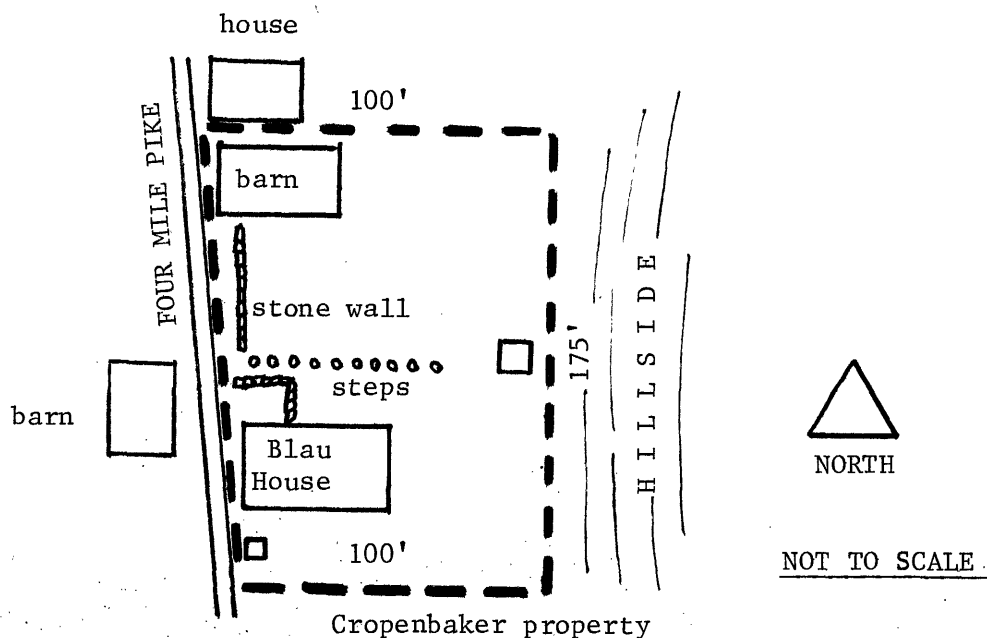 house
100'
FOUR MILE PIKE
barn
stone wall
175'
HILLSIDE
steps
barn
Blau
House
NORTH
100'
NOT TO SCALE
Cropenbaker property